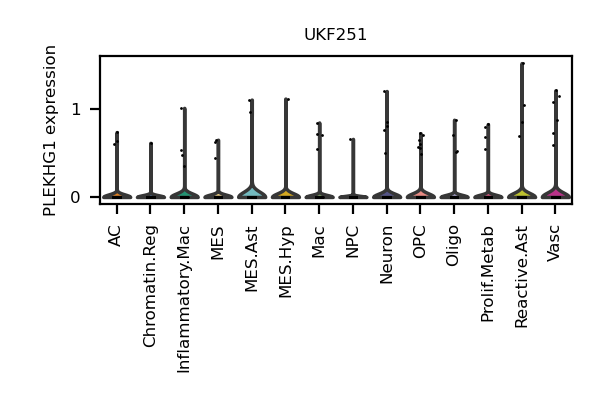 UKF251
PLEKHG1 expression
1
0
AC
Chromatin.Reg
Inflammatory.Mac
MES
MES.Ast
MES.Hyp
Mac
NPC
Neuron
OPC
Oligo
Prolif.Metab
Reactive.Ast
Vasc